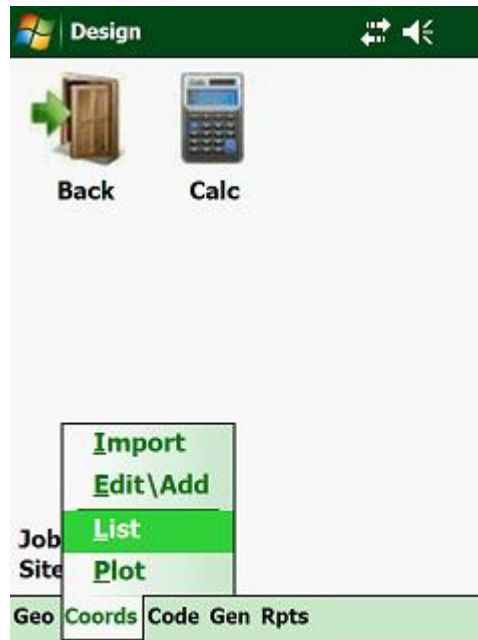 Design
Back Calc
Import
Edit\Add
List
Plot
Job
Site
Geo Coords Code Gen Rpts